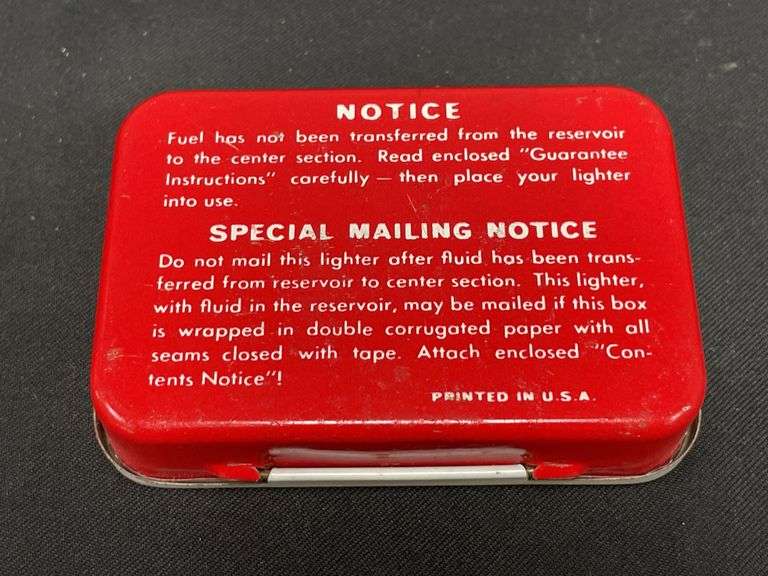 NOTICE
Fuel has not been transferred from the reservoir
to the center section. Read enclosed "Guarantee
Instructions" carefully — then place your lighter
into use.
SPECIAL MAILING NOTICE
Do not mail this lighter after fluid has been trans-
ferred from reservoir to center section. This lighter,
with fluid in the reservoir, may be mailed if this box
is wrapped in double corrugated paper with all
seams closed with tape. Attach enclosed "Con-
tents Notice"!
PRINTED IN U.S.A.